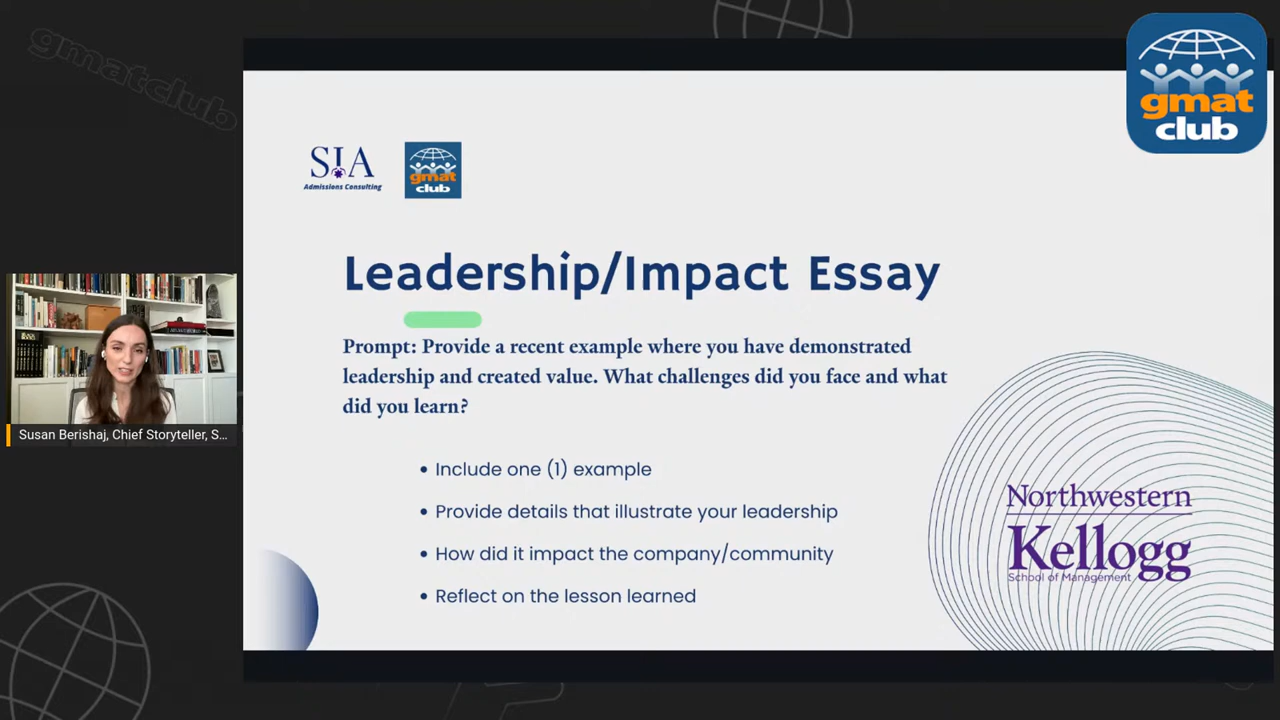 gmatclub
gmat
club
SIA
Admissions Consulting
gmat
club
Leadership/Impact Essay
Prompt: Provide a recent example where you have demonstrated
leadership and created value. What challenges did you face and what
did you learn?
• Include one (1) example
• Provide details that illustrate your leadership
• How did it impact the company/community
• Reflect on the lesson learned
Northwestern
Kellogg
School of Management
Susan Berishaj, Chief Storyteller, S...